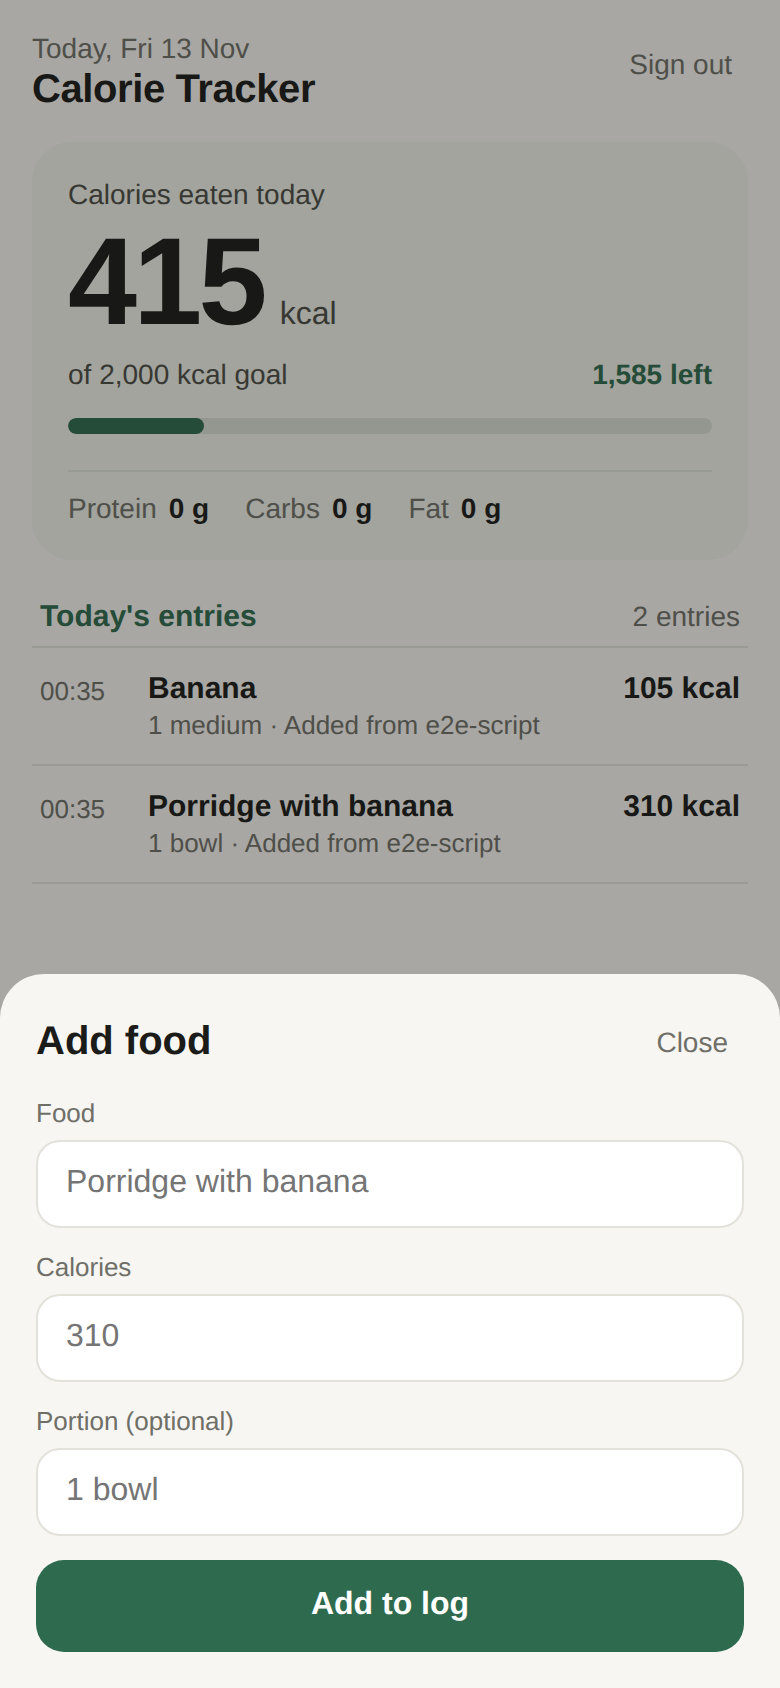 Today, Fri 13 Nov
Calorie Tracker
Sign out
Calories eaten today
415 kcal
of 2,000 kcal goal
1,585 left
Protein 0 g Carbs 0 g Fat 0 g
Today's entries
2 entries
00:35 Banana 105 kcal
1 medium · Added from e2e-script
00:35 Porridge with banana 310 kcal
1 bowl · Added from e2e-script
Add food
Close
Food
Porridge with banana
Calories
310
Portion (optional)
1 bowl
Add to log